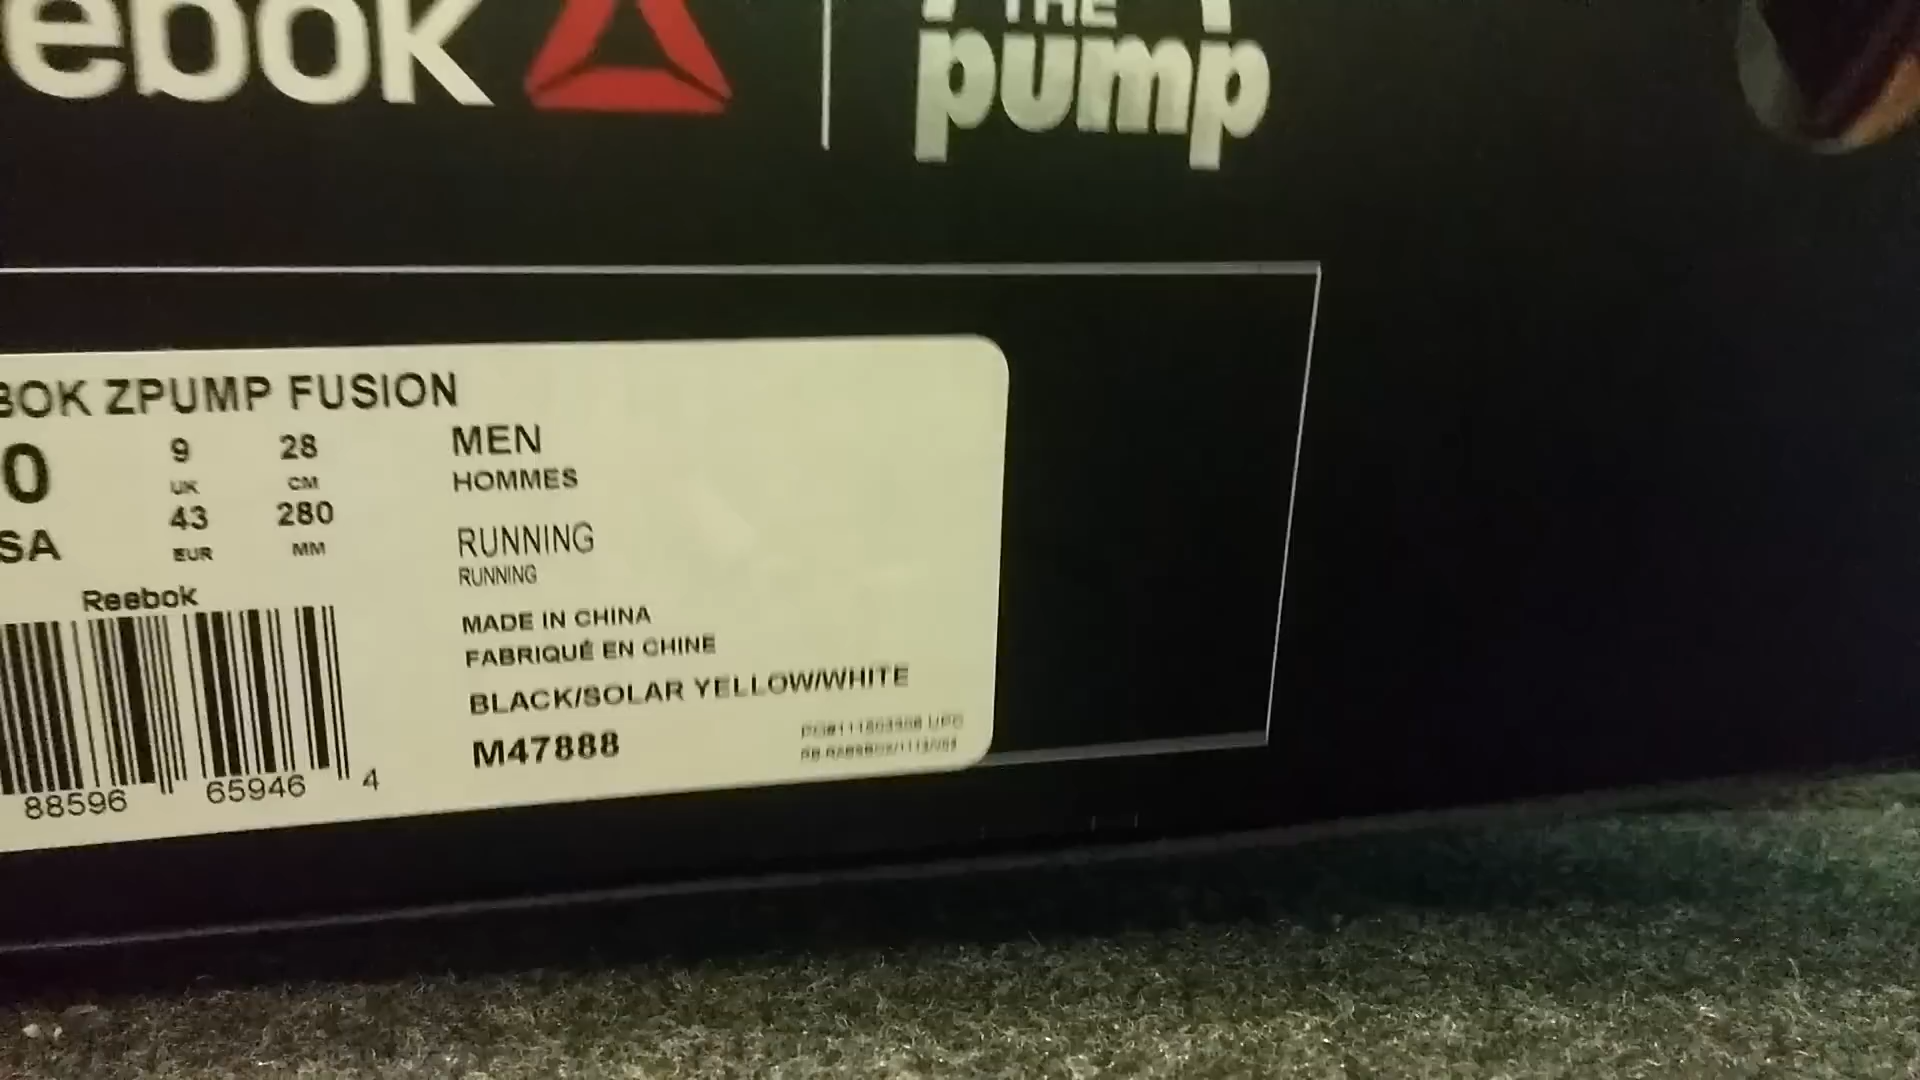 ebok
THE
pump
BOK ZPUMP FUSION
0 9 28
UK CM
SA 43 280
EUR MM
MEN
HOMMES
RUNNING
RUNNING
Reebok
MADE IN CHINA
FABRIQUÉ EN CHINE
BLACK/SOLAR YELLOW/WHITE
M47888
88596 65946 4